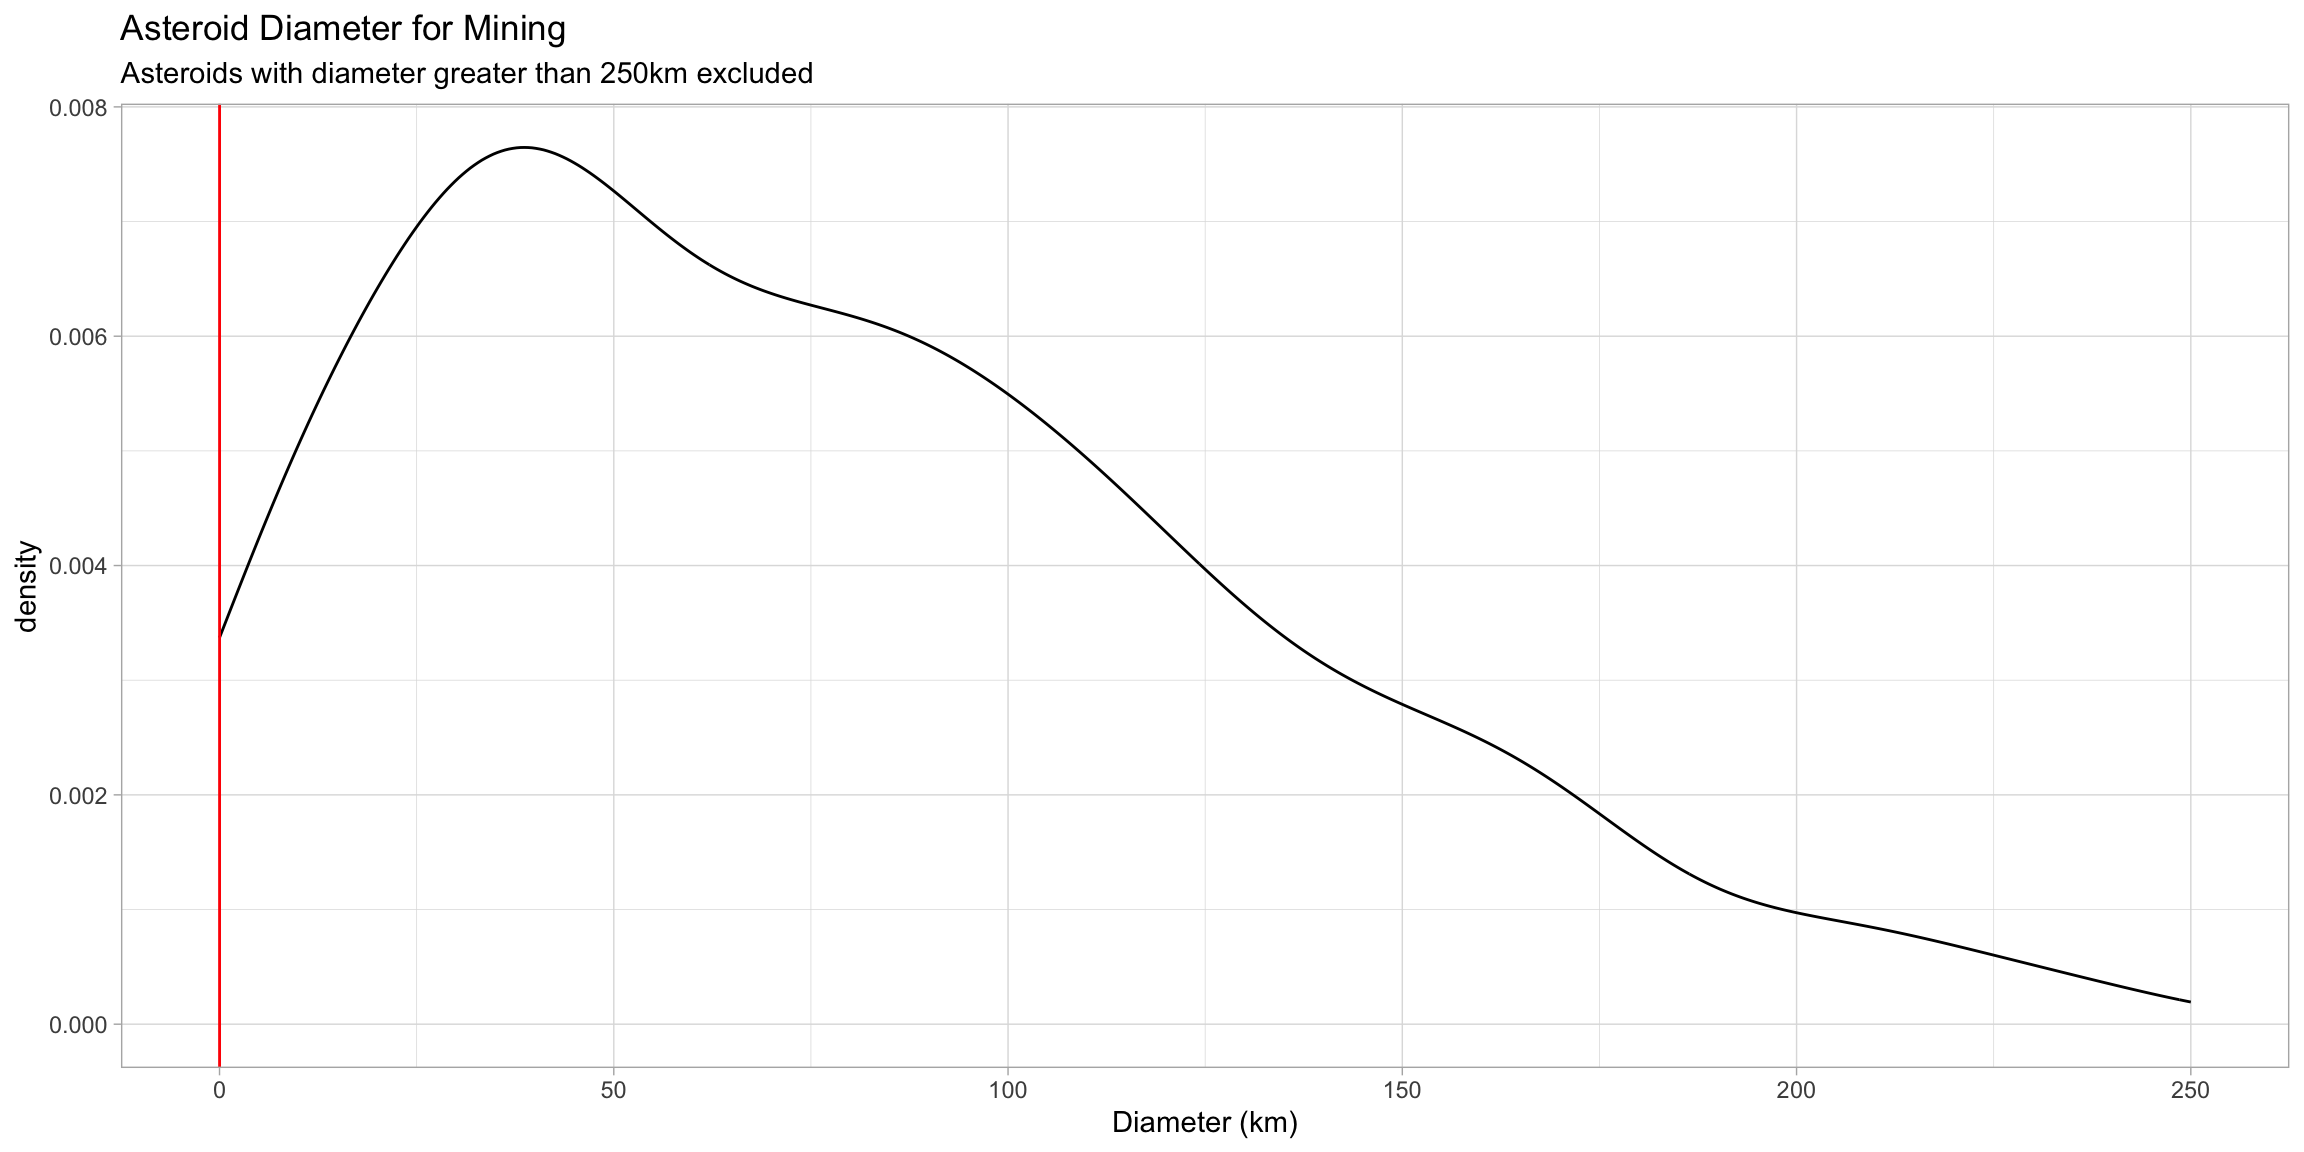 Asteroid Diameter for Mining
Asteroids with diameter greater than 250km excluded
0.008
0.006
0.004
0.002
0.000
density
0 50 100 150 200 250
Diameter (km)